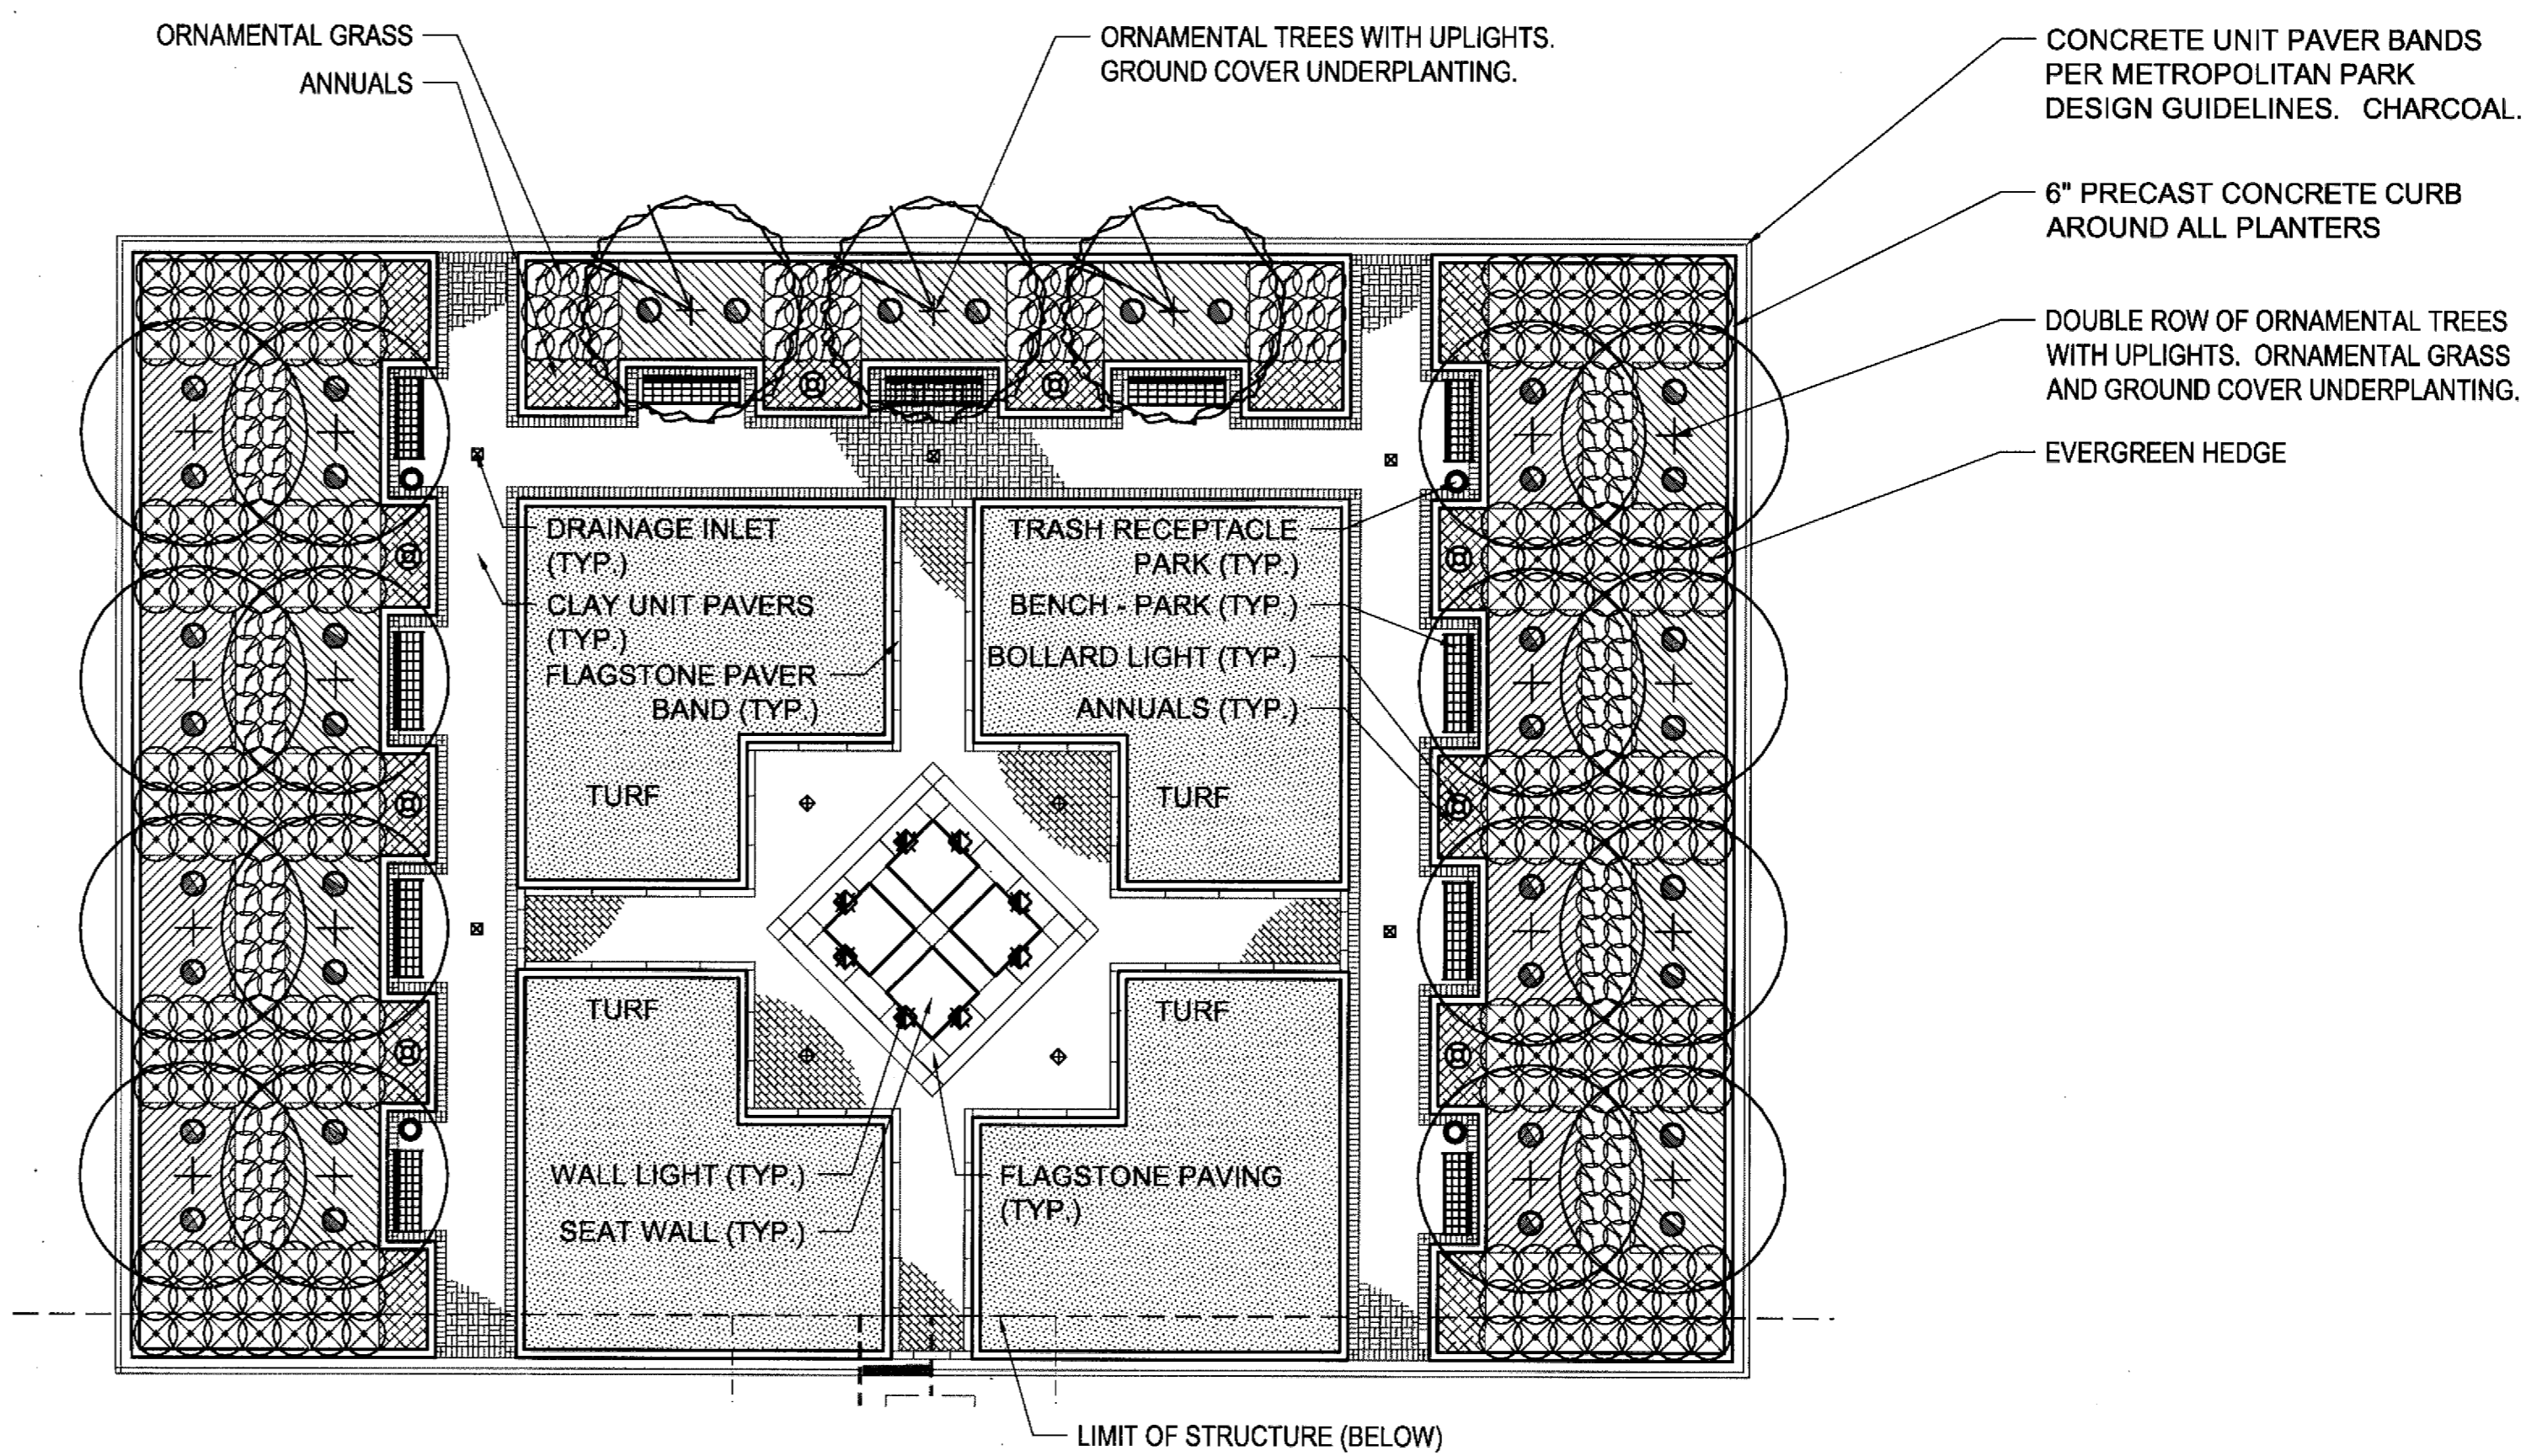 ORNAMENTAL GRASS
ANNUALS
ORNAMENTAL TREES WITH UPLIGHTS.
GROUND COVER UNDERPLANTING.
CONCRETE UNIT PAVER BANDS
PER METROPOLITAN PARK
DESIGN GUIDELINES. CHARCOAL.
6" PRECAST CONCRETE CURB
AROUND ALL PLANTERS
DOUBLE ROW OF ORNAMENTAL TREES
WITH UPLIGHTS. ORNAMENTAL GRASS
AND GROUND COVER UNDERPLANTING.
EVERGREEN HEDGE
DRAINAGE INLET
(TYP.)
CLAY UNIT PAVERS
(TYP.)
FLAGSTONE PAVER
BAND (TYP.)
TURF
TRASH RECEPTACLE
PARK (TYP.)
BENCH - PARK (TYP.)
BOLLARD LIGHT (TYP.)
ANNUALS (TYP.)
TURF
TURF
TURF
WALL LIGHT (TYP.)
SEAT WALL (TYP.)
FLAGSTONE PAVING
(TYP.)
LIMIT OF STRUCTURE (BELOW)